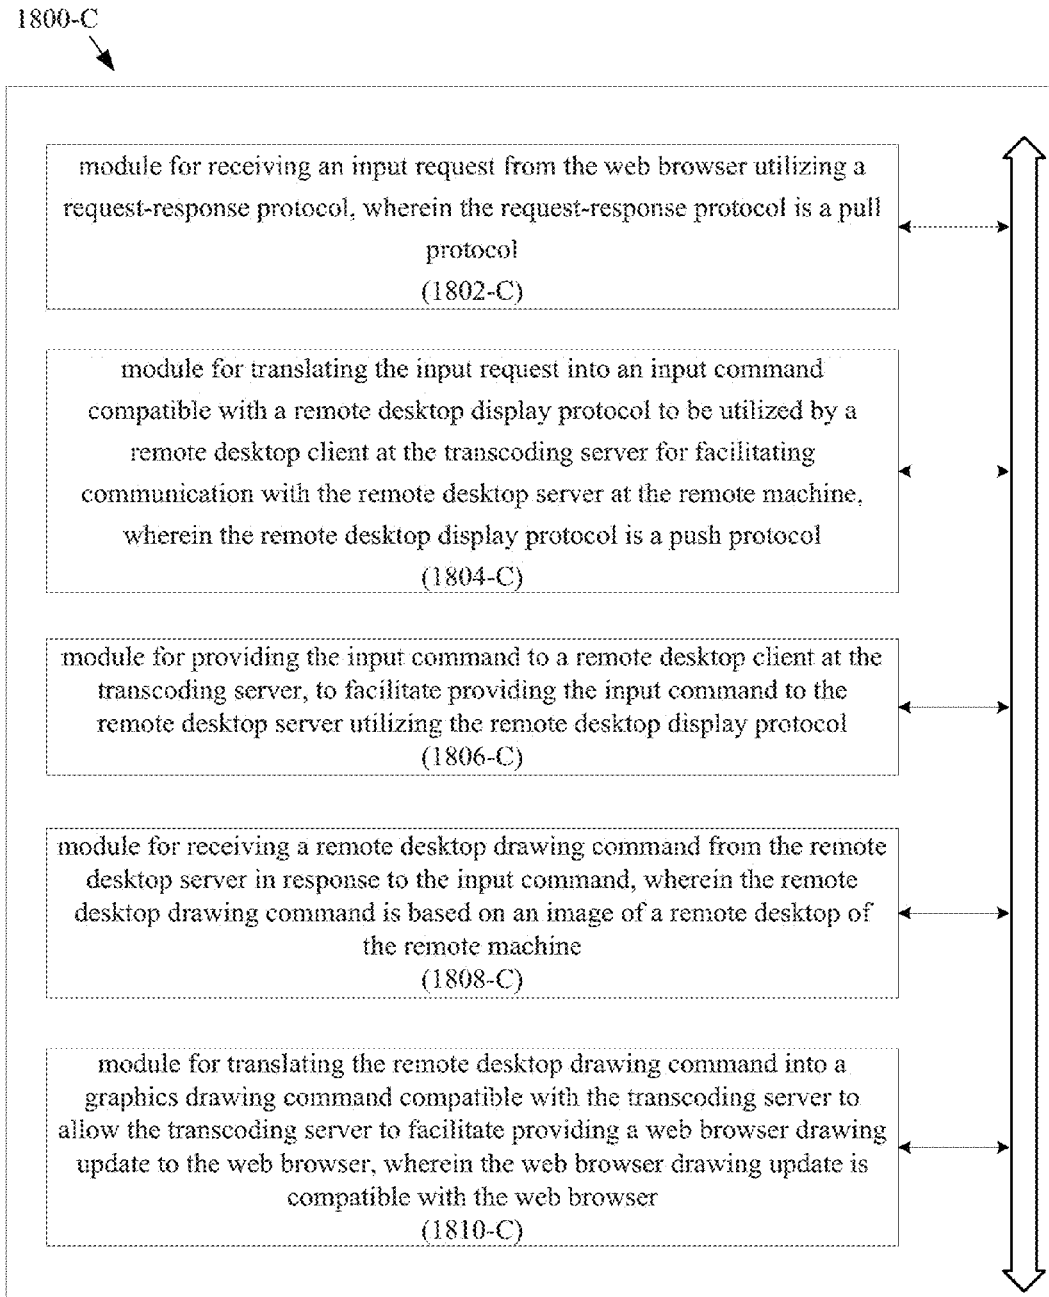 1800-C
module for receiving an input request from the web browser utilizing a
request-response protocol, wherein the request-response protocol is a pull
protocol
(1802-C)
module for translating the input request into an input command
compatible with a remote desktop display protocol to be utilized by a
remote desktop client at the transcoding server for facilitating
communication with the remote desktop server at the remote machine,
wherein the remote desktop display protocol is a push protocol
(1804-C)
module for providing the input command to a remote desktop client at the
transcoding server, to facilitate providing the input command to the
remote desktop server utilizing the remote desktop display protocol
(1806-C)
module for receiving a remote desktop drawing command from the remote
desktop server in response to the input command, wherein the remote
desktop drawing command is based on an image of a remote desktop of
the remote machine
(1808-C)
module for translating the remote desktop drawing command into a
graphics drawing command compatible with the transcoding server to
allow the transcoding server to facilitate providing a web browser drawing
update to the web browser, wherein the web browser drawing update is
compatible with the web browser
(1810-C)